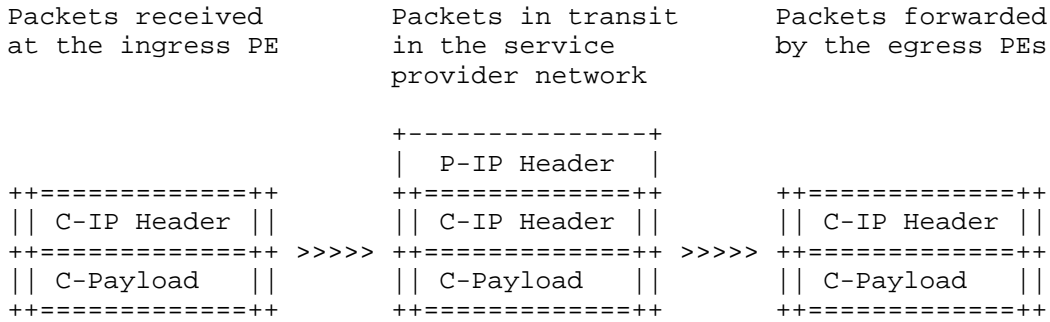 Packets received        Packets in transit      Packets forwarded
at the ingress PE       in the service          by the egress PEs
                        provider network

                        +---------------+
                        |  P-IP Header  |
++=============++       ++=============++       ++=============++
|| C-IP Header ||       || C-IP Header ||       || C-IP Header ||
++=============++ >>>>> ++=============++ >>>>> ++=============++
|| C-Payload   ||       || C-Payload   ||       || C-Payload   ||
++=============++       ++=============++       ++=============++